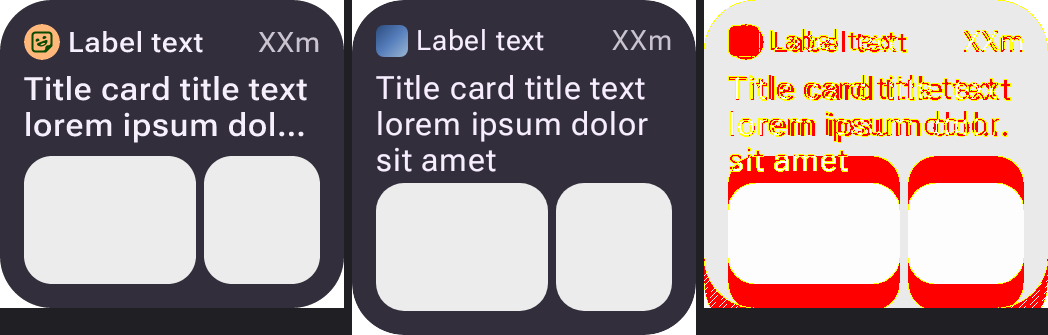 Label text XXm
Title card title text
lorem ipsum dol...
Label text XXm
Title card title text
lorem ipsum dolor
sit amet
sit amet